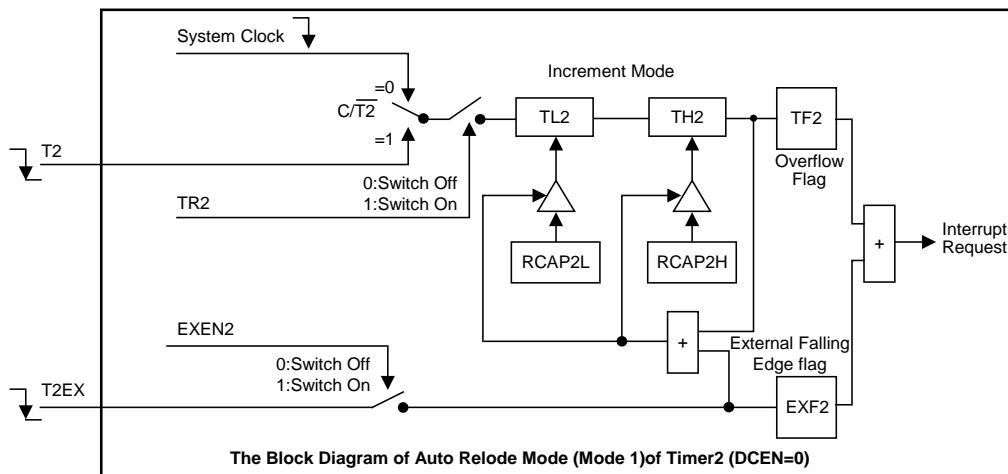 System Clock
Increment Mode
=0
C/T2
=1
TL2
TH2
TF2
T2
Overflow
Flag
0:Switch Off
1:Switch On
TR2
+
Interrupt
Request
RCAP2L
RCAP2H
EXEN2
+
External Falling
Edge flag
0:Switch Off
1:Switch On
T2EX
EXF2
The Block Diagram of Auto Relode Mode (Mode 1)of Timer2 (DCEN=0)